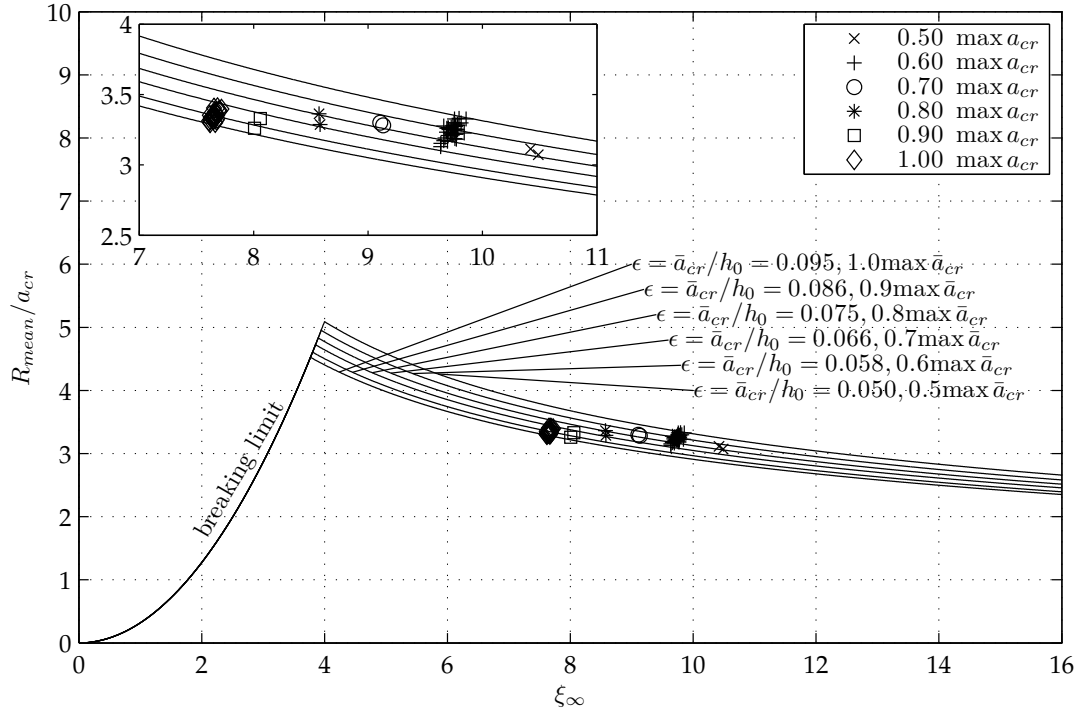 10
9
8
7
6
5
4
3
2
1
0
R_mean/a_cr
4
3.5
3
2.5
7 8 9 10 11
× 0.50 max a_cr
+ 0.60 max a_cr
○ 0.70 max a_cr
∗ 0.80 max a_cr
□ 0.90 max a_cr
◇ 1.00 max a_cr
ϵ = ā_cr/h_0 = 0.095, 1.0max ā_cr
ϵ = ā_cr/h_0 = 0.086, 0.9max ā_cr
ϵ = ā_cr/h_0 = 0.075, 0.8max ā_cr
ϵ = ā_cr/h_0 = 0.066, 0.7max ā_cr
ϵ = ā_cr/h_0 = 0.058, 0.6max ā_cr
ϵ = ā_cr/h_0 = 0.050, 0.5max ā_cr
breaking limit
0 2 4 6 8 10 12 14 16
ξ_∞